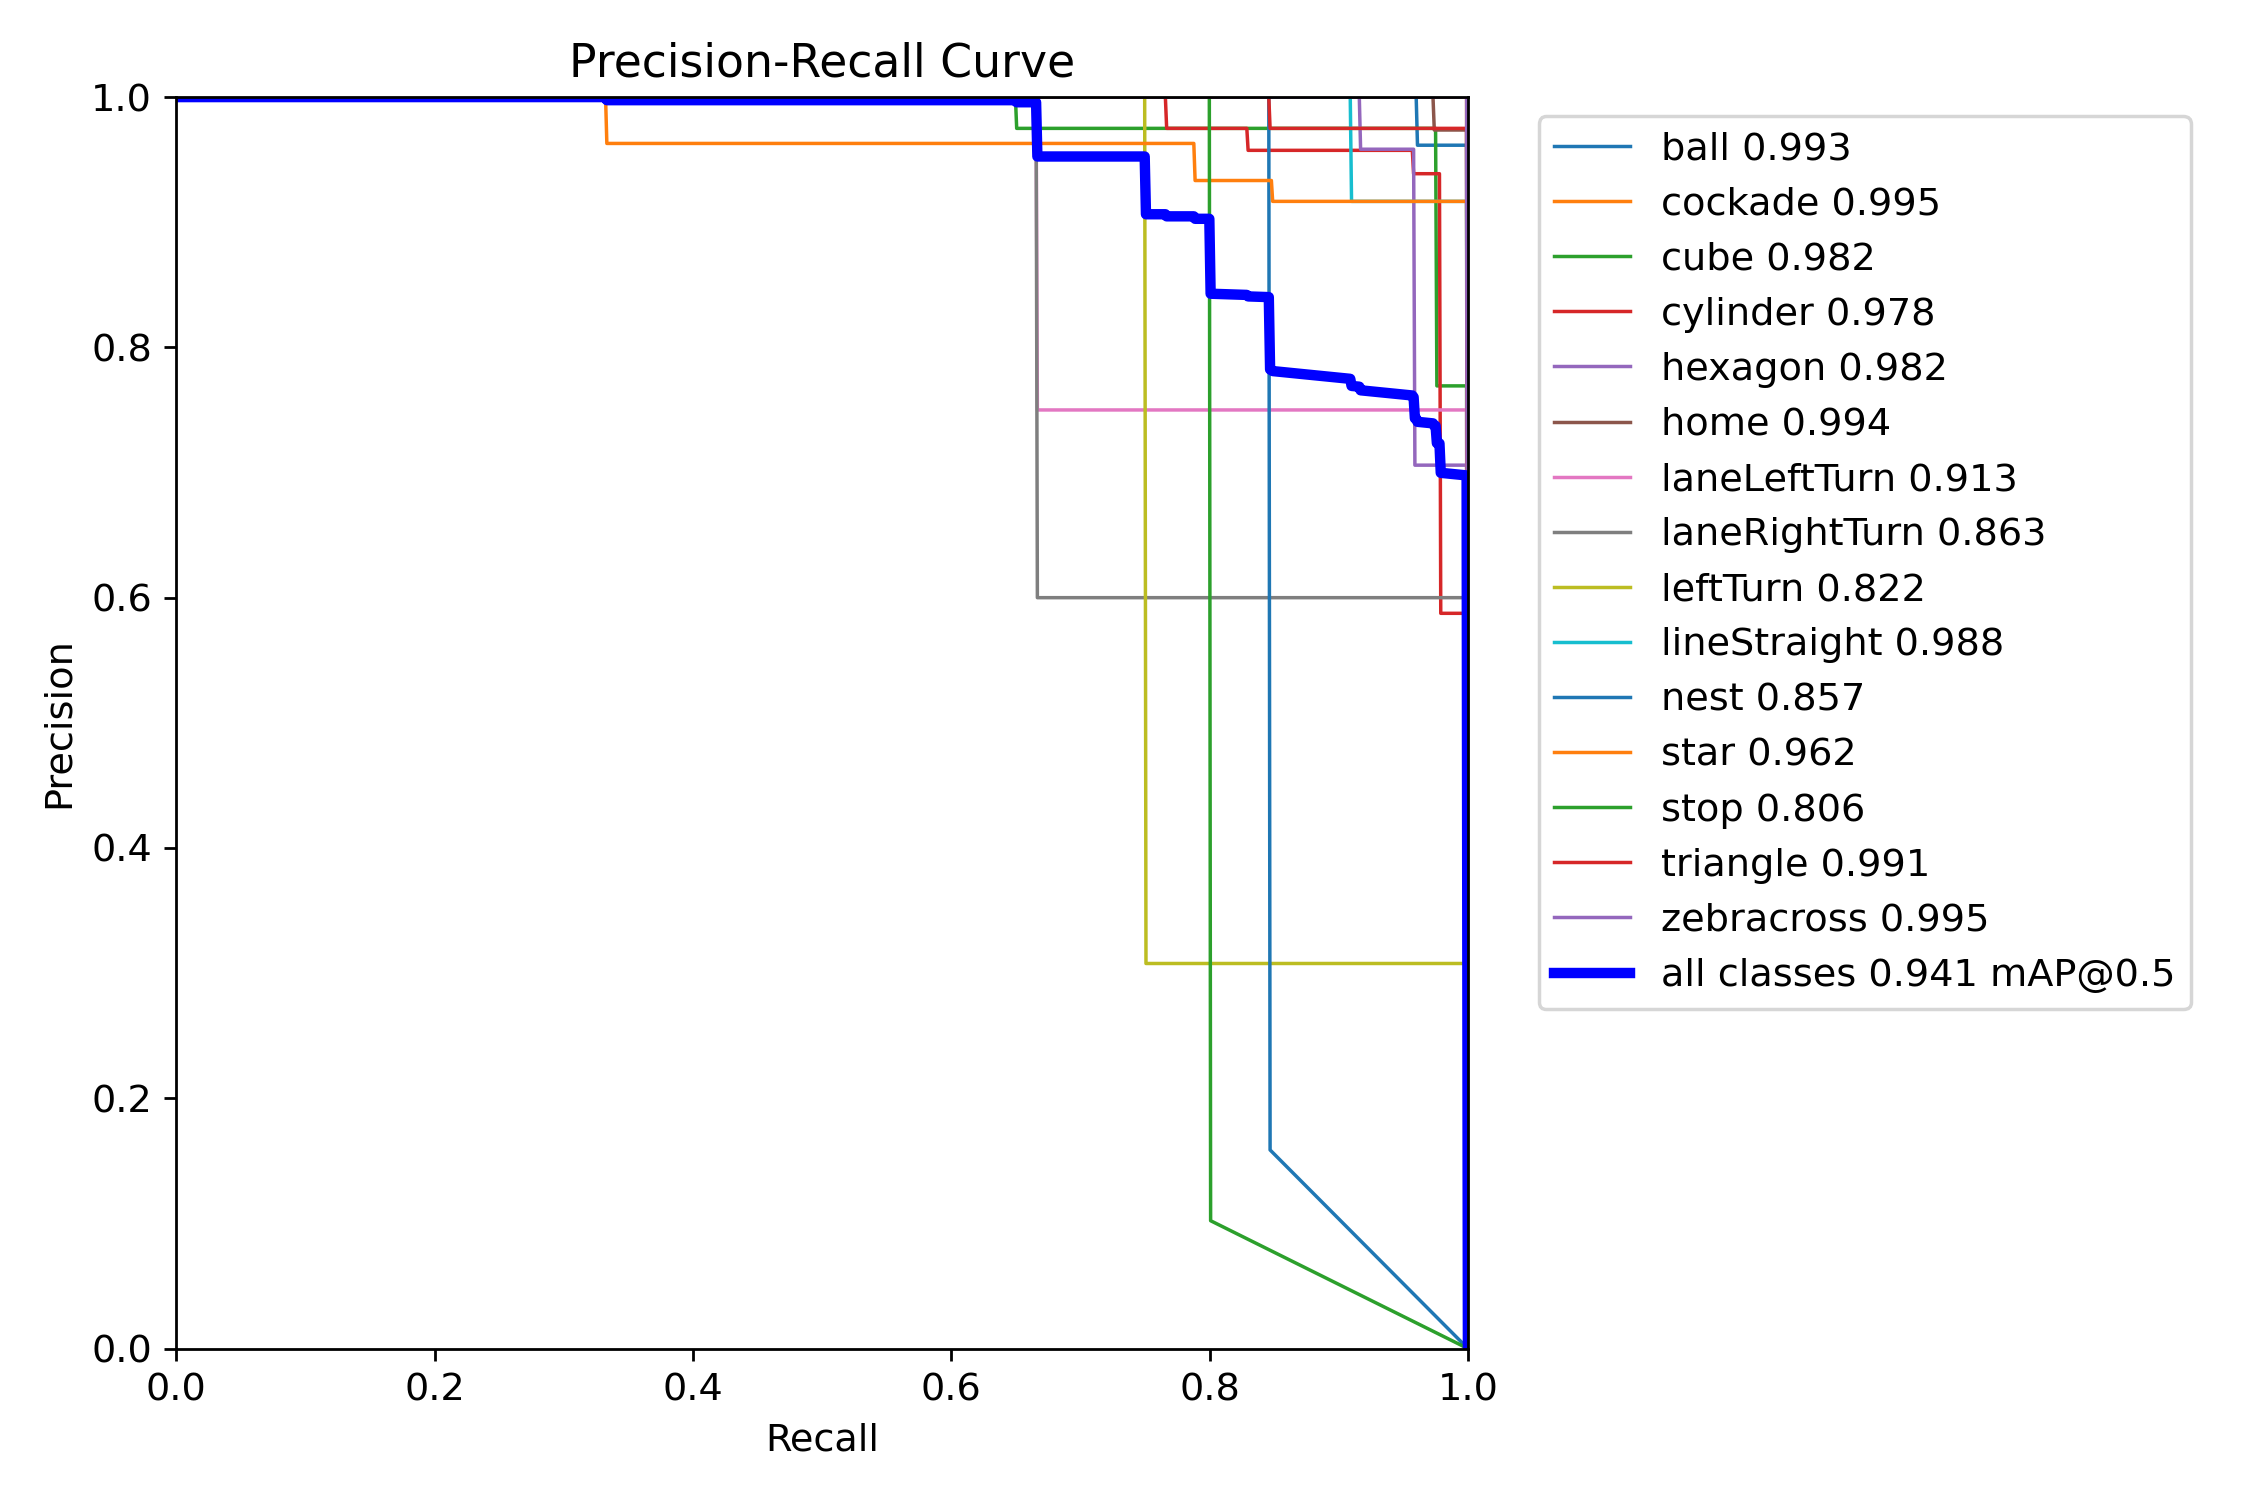 Precision-Recall Curve
1.0
0.8
0.6
0.4
0.2
0.0
Precision
0.0 0.2 0.4 0.6 0.8 1.0
Recall
ball 0.993
cockade 0.995
cube 0.982
cylinder 0.978
hexagon 0.982
home 0.994
laneLeftTurn 0.913
laneRightTurn 0.863
leftTurn 0.822
lineStraight 0.988
nest 0.857
star 0.962
stop 0.806
triangle 0.991
zebracross 0.995
all classes 0.941 mAP@0.5